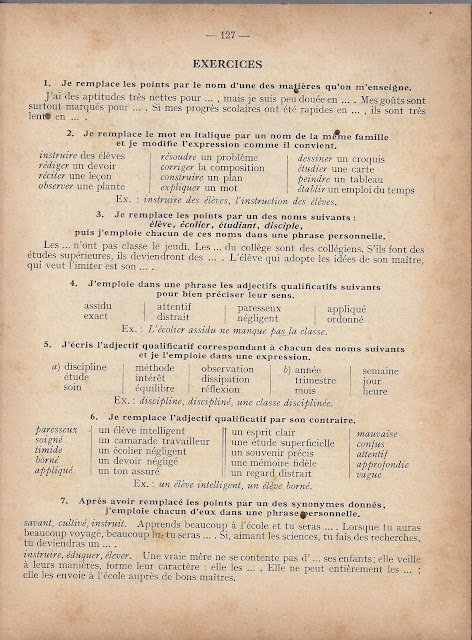 — 127 —
EXERCICES
1. Je remplace les points par le nom d'une des matières qu'on m'enseigne.
J'ai des aptitudes très nettes pour ... , mais je suis peu douée en ... . Mes goûts sont
surtout marqués pour ... . Si mes progrès scolaires ont été rapides en ... , ils sont très
lents en ... .
2. Je remplace le mot en italique par un nom de la même famille
et je modifie l'expression comme il convient.
instruire des élèves résoudre un problème dessiner un croquis
rédiger un devoir corriger la composition étudier une carte
réciter une leçon construire un plan peindre un tableau
observer une plante expliquer un mot établir un emploi du temps
Ex. : instruire des élèves, l'instruction des élèves.
3. Je remplace les points par un des noms suivants :
élève, écolier, étudiant, disciple,
puis j'emploie chacun de ces noms dans une phrase personnelle.
Les ... n'ont pas classe le jeudi. Les ... du collège sont des collégiens. S'ils font des
études supérieures, ils deviendront des ... . L'élève qui adopte les idées de son maître,
qui veut l'imiter est son ... .
4. J'emploie dans une phrase les adjectifs qualificatifs suivants
pour bien préciser leur sens.
assidu attentif paresseux appliqué
exact distrait négligent ordonné
Ex. : L'écolier assidu ne manque pas la classe.
5. J'écris l'adjectif qualificatif correspondant à chacun des noms suivants
et je l'emploie dans une expression.
a) discipline méthode observation b) année semaine
étude intérêt dissipation trimestre jour
soin équilibre réflexion mois heure
Ex. : discipline, discipliné, une classe disciplinée.
6. Je remplace l'adjectif qualificatif par son contraire.
paresseux un élève intelligent un esprit clair mauvaise
soigné un camarade travailleur une étude superficielle confus
timide un écolier négligent un souvenir précis attentif
borné un devoir négligé une mémoire fidèle approfondie
appliqué un ton assuré un regard distrait vague
Ex. : un élève intelligent, un élève borné.
7. Après avoir remplacé les points par un des synonymes donnés,
j'emploie chacun d'eux dans une phrase personnelle.
savant, cultivé, instruit. Apprends beaucoup à l'école et tu seras ... . Lorsque tu auras
beaucoup voyagé, beaucoup lu, tu seras ... . Si, aimant les sciences, tu fais des recherches,
tu deviendras un ... .
instruire, éduquer, élever. Une vraie mère ne se contente pas d' ... ses enfants ; elle veille
à leurs manières, forme leur caractère : elle les ... . Elle ne peut entièrement les ... ;
elle les envoie à l'école auprès de bons maîtres.